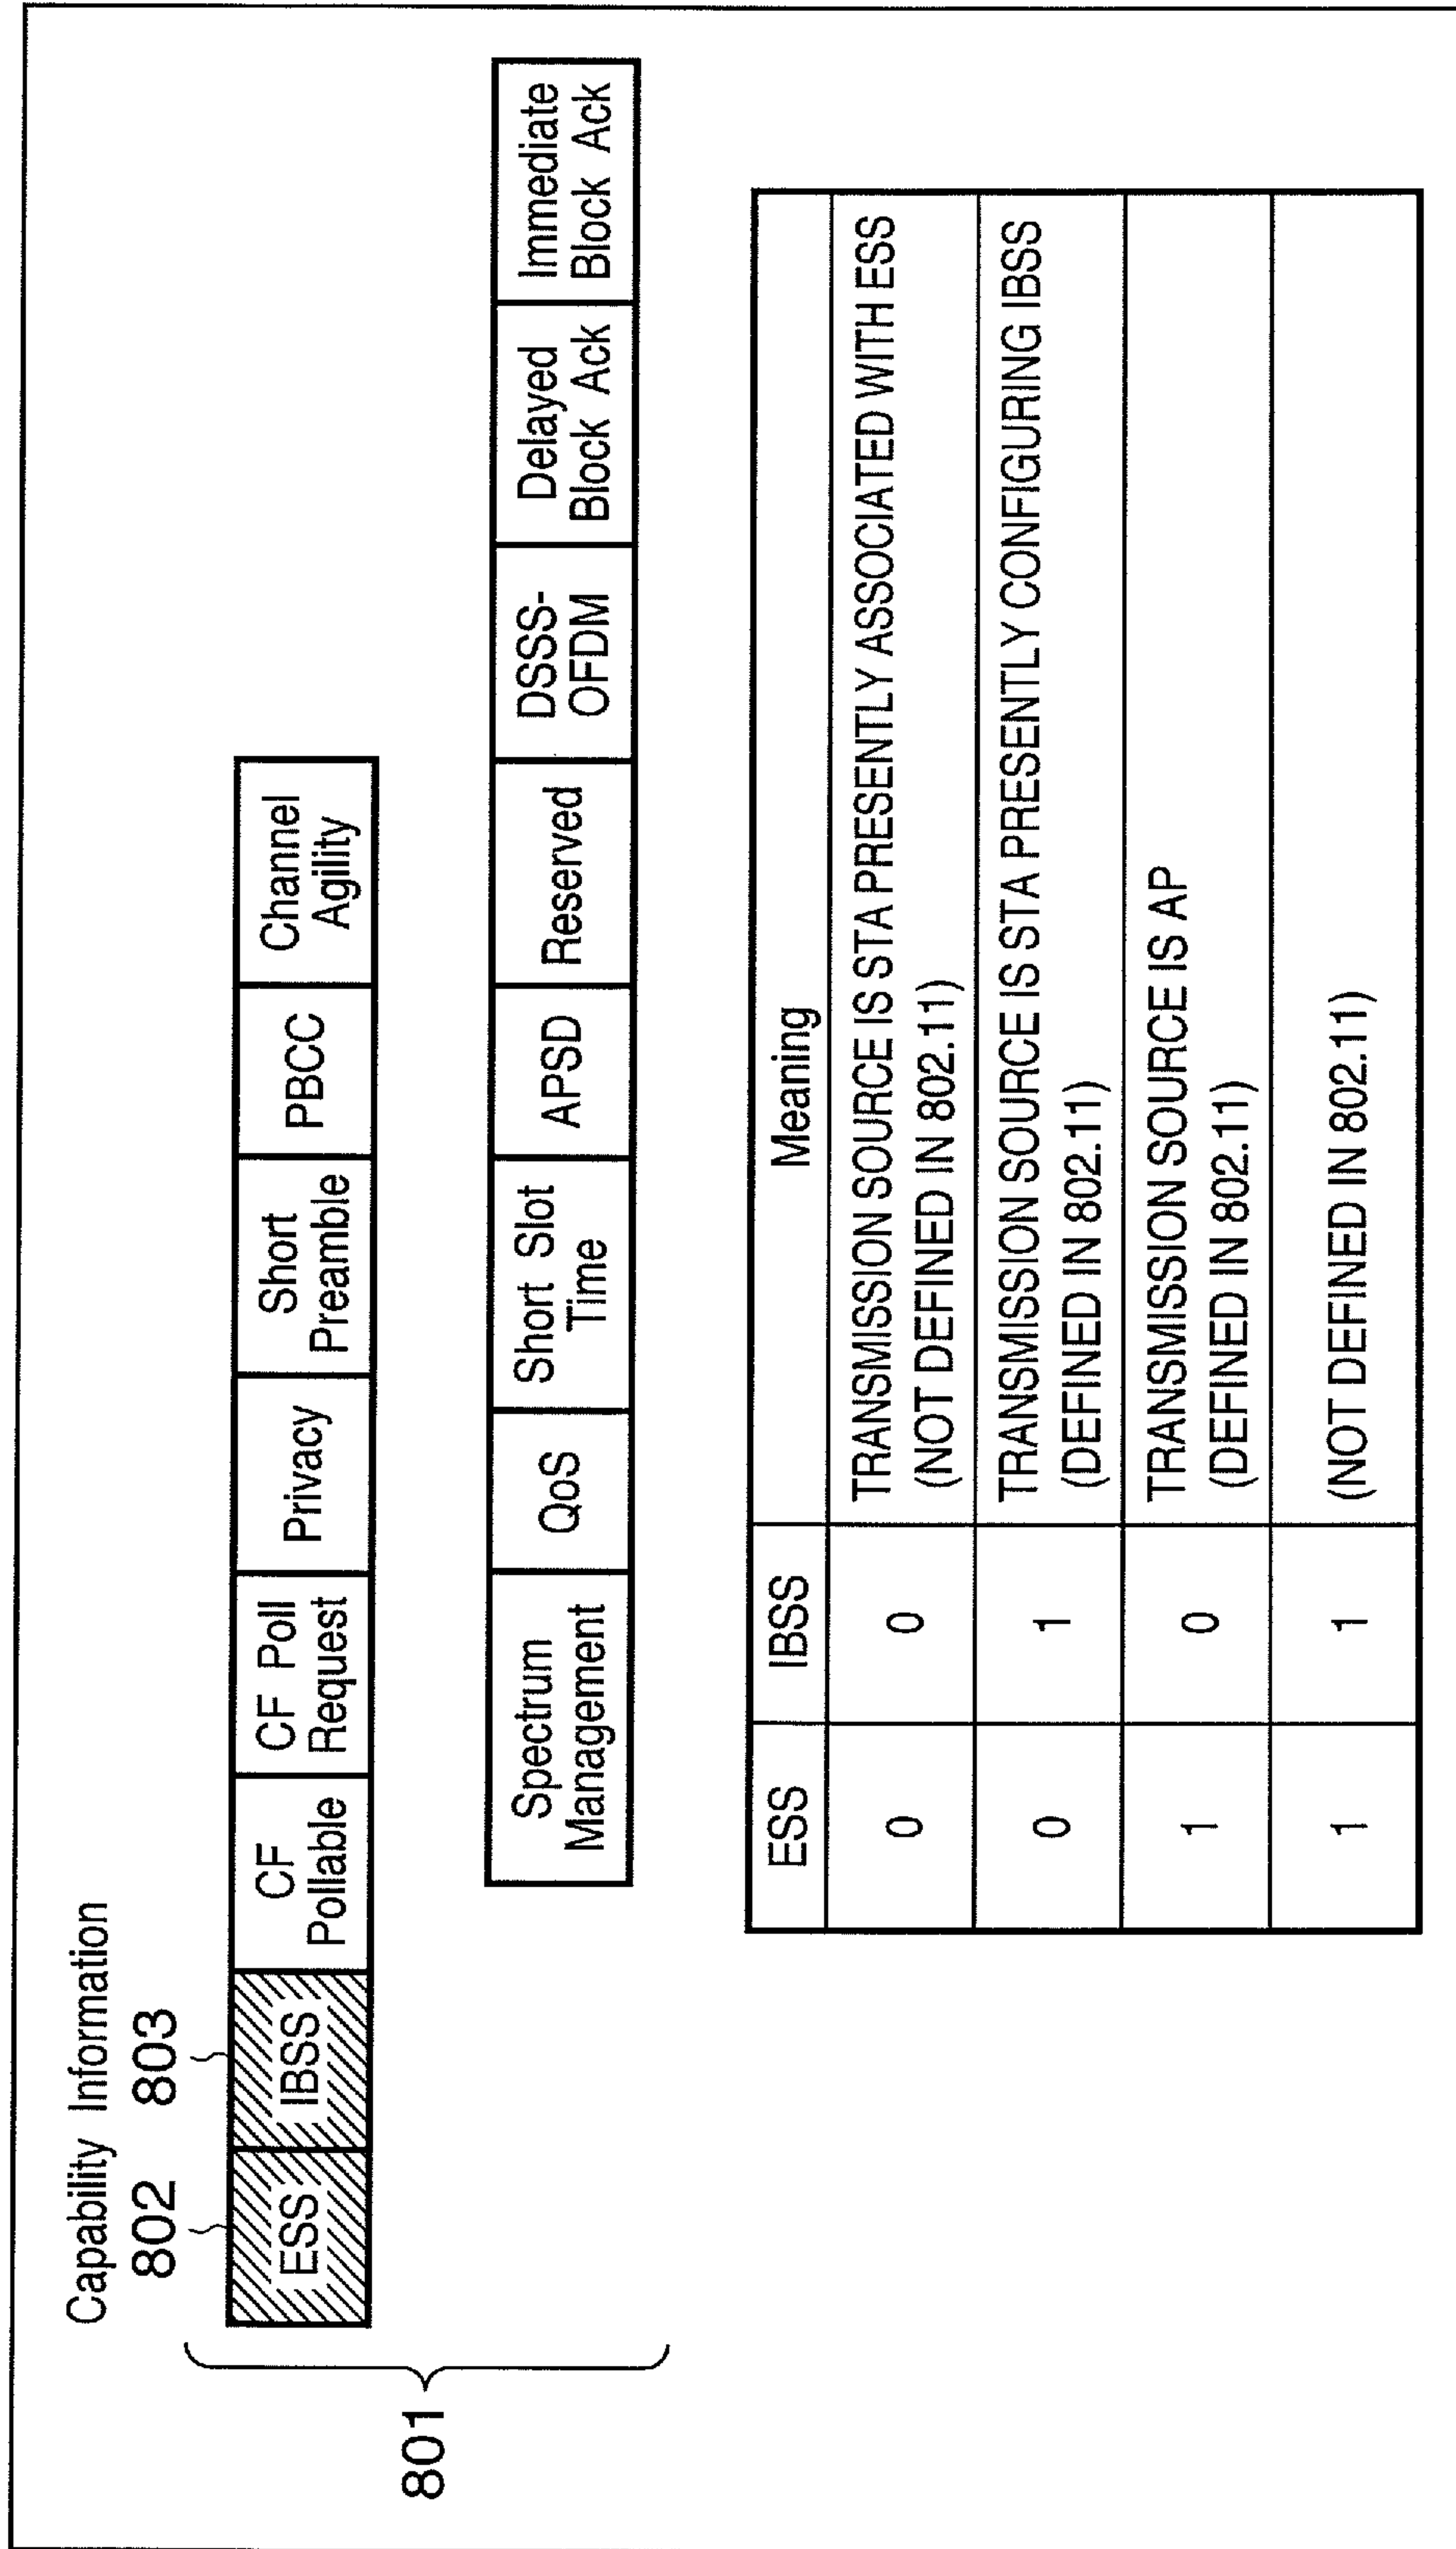 Capability Information
802
803
801
ESS
IBSS
CF
Pollable
CF Poll
Request
Privacy
Short
Preamble
PBCC
Channel
Agility
Spectrum
Management
QoS
Short Slot
Time
APSD
Reserved
DSSS-
OFDM
Delayed
Block Ack
Immediate
Block Ack
ESS
IBSS
Meaning
0
0
TRANSMISSION SOURCE IS STA PRESENTLY ASSOCIATED WITH ESS
(NOT DEFINED IN 802.11)
0
1
TRANSMISSION SOURCE IS STA PRESENTLY CONFIGURING IBSS
(DEFINED IN 802.11)
1
0
TRANSMISSION SOURCE IS AP
(DEFINED IN 802.11)
1
1
(NOT DEFINED IN 802.11)